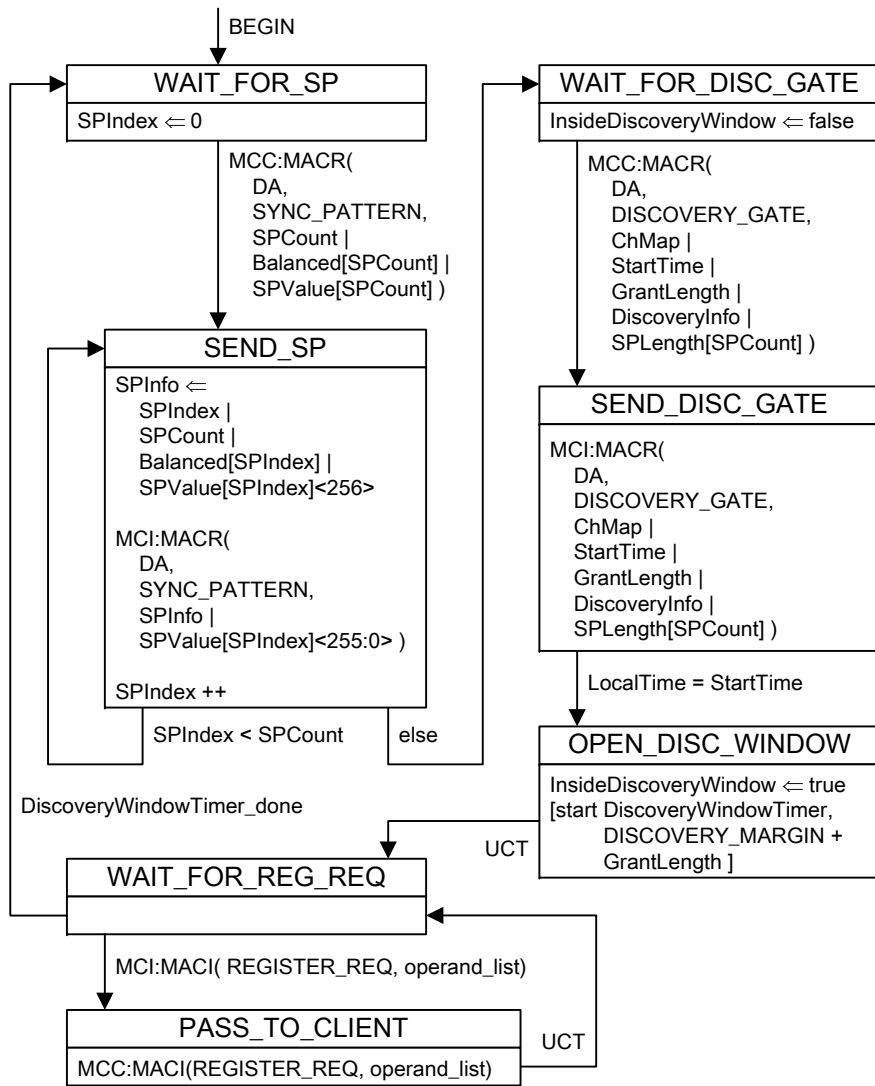 BEGIN
WAIT_FOR_SP
SPIndex ⇐ 0
MCC:MACR(
DA,
SYNC_PATTERN,
SPCount |
Balanced[SPCount] |
SPValue[SPCount] )
SEND_SP
SPInfo ⇐
SPIndex |
SPCount |
Balanced[SPIndex] |
SPValue[SPIndex]<256>
MCI:MACR(
DA,
SYNC_PATTERN,
SPInfo |
SPValue[SPIndex]<255:0> )
SPIndex ++
SPIndex < SPCount
else
WAIT_FOR_DISC_GATE
InsideDiscoveryWindow ⇐ false
MCC:MACR(
DA,
DISCOVERY_GATE,
ChMap |
StartTime |
GrantLength |
DiscoveryInfo |
SPLength[SPCount] )
SEND_DISC_GATE
MCI:MACR(
DA,
DISCOVERY_GATE,
ChMap |
StartTime |
GrantLength |
DiscoveryInfo |
SPLength[SPCount] )
LocalTime = StartTime
OPEN_DISC_WINDOW
InsideDiscoveryWindow ⇐ true
[start DiscoveryWindowTimer,
DISCOVERY_MARGIN +
GrantLength ]
UCT
DiscoveryWindowTimer_done
WAIT_FOR_REG_REQ
MCI:MACI( REGISTER_REQ, operand_list)
PASS_TO_CLIENT
MCC:MACI(REGISTER_REQ, operand_list)
UCT